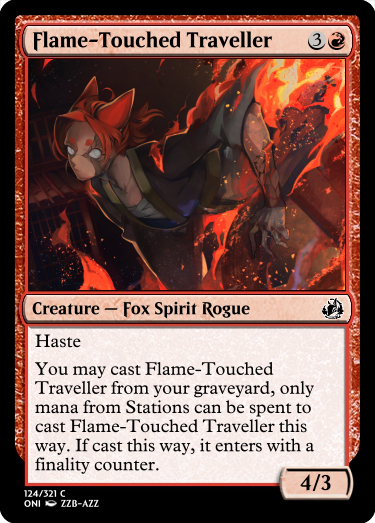 Flame-Touched Traveller 3
Creature — Fox Spirit Rogue
Haste
You may cast Flame-Touched
Traveller from your graveyard, only
mana from Stations can be spent to
cast Flame-Touched Traveller this
way. If cast this way, it enters with a
finality counter.
4/3
124/321 C
ONI ZZB-AZZ